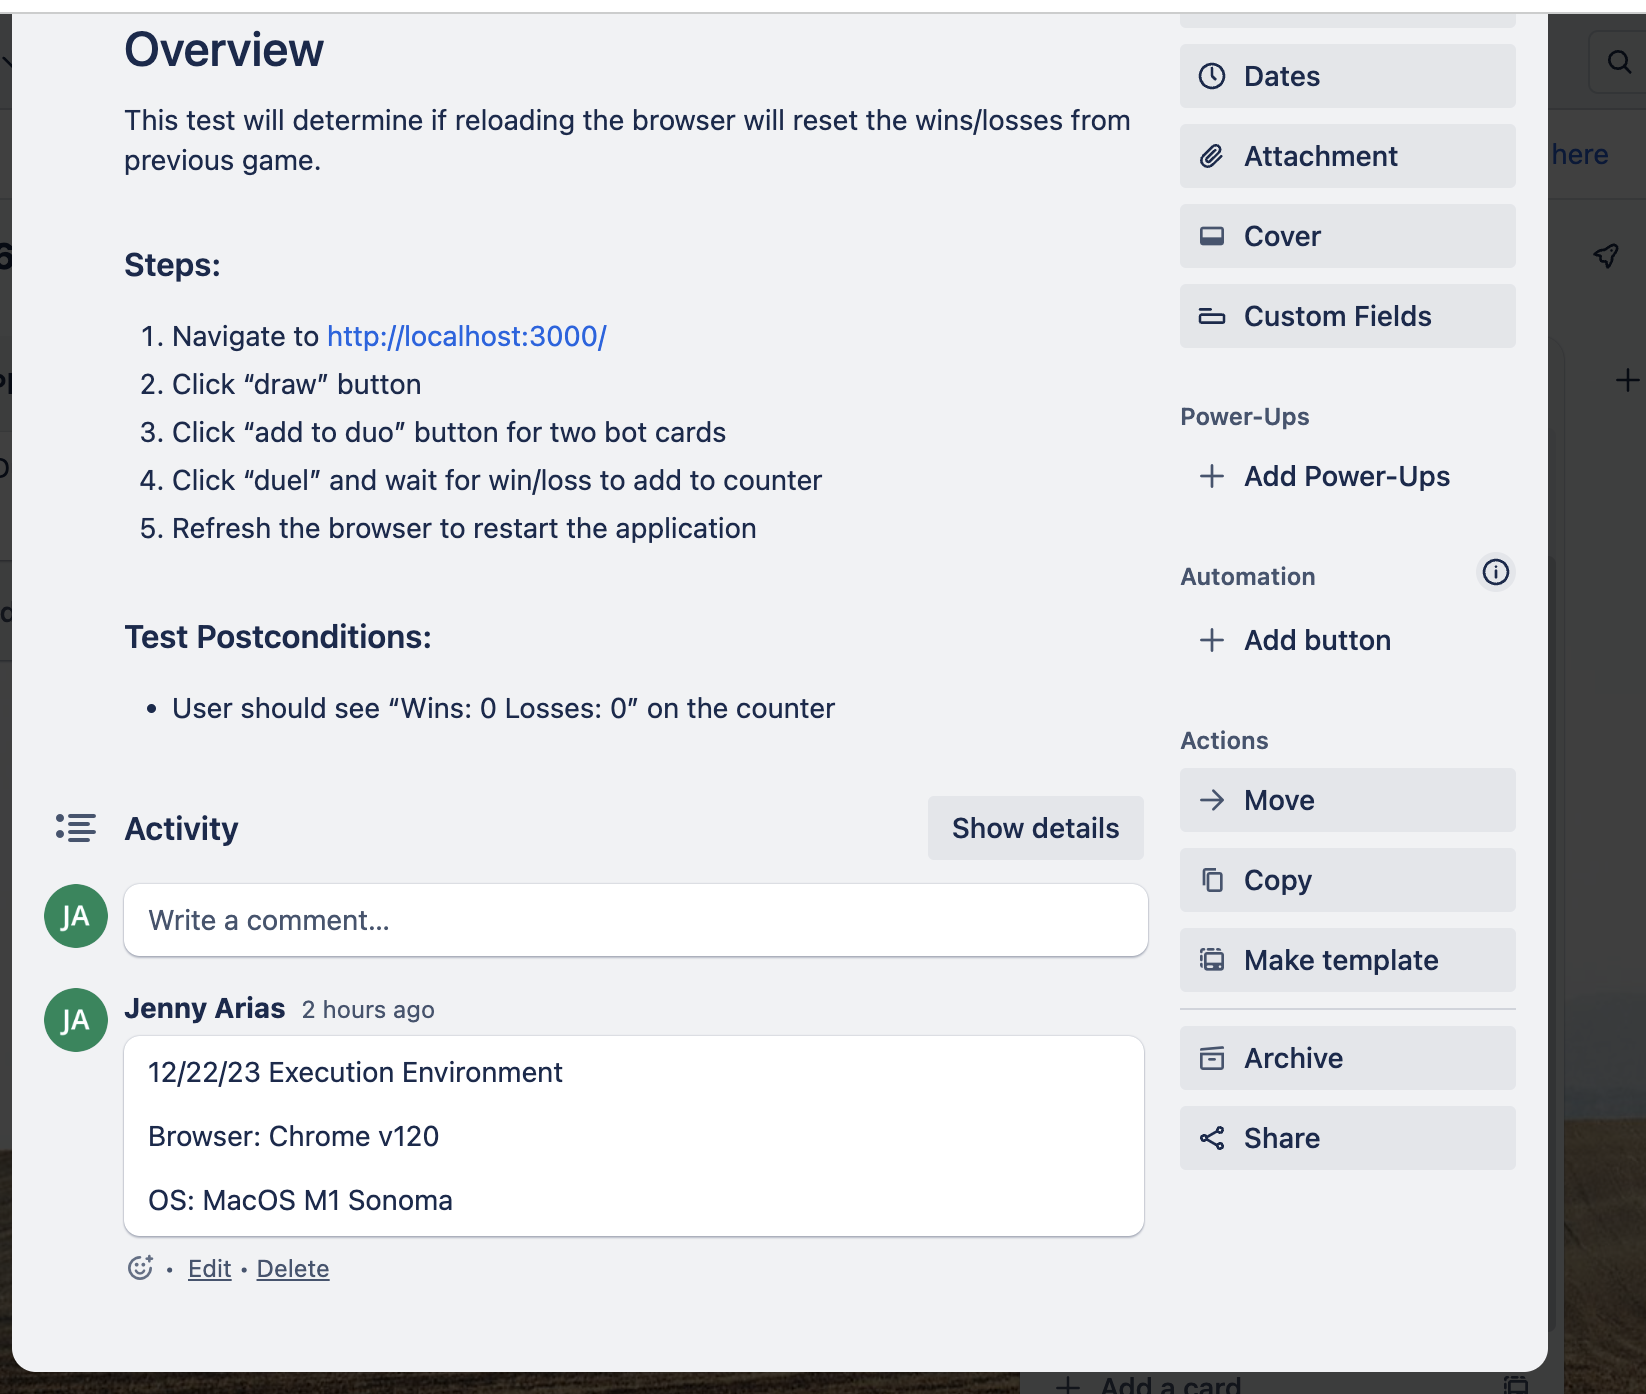 Overview
This test will determine if reloading the browser will reset the wins/losses from
previous game.
Steps:
1. Navigate to http://localhost:3000/
2. Click “draw” button
3. Click “add to duo” button for two bot cards
4. Click “duel” and wait for win/loss to add to counter
5. Refresh the browser to restart the application
Test Postconditions:
• User should see “Wins: 0 Losses: 0” on the counter
Activity
Show details
JA
Write a comment...
JA
Jenny Arias 2 hours ago
12/22/23 Execution Environment
Browser: Chrome v120
OS: MacOS M1 Sonoma
• Edit • Delete
Dates
Attachment
Cover
Custom Fields
Power-Ups
Add Power-Ups
Automation
Add button
Actions
Move
Copy
Make template
Archive
Share
here
Add a card